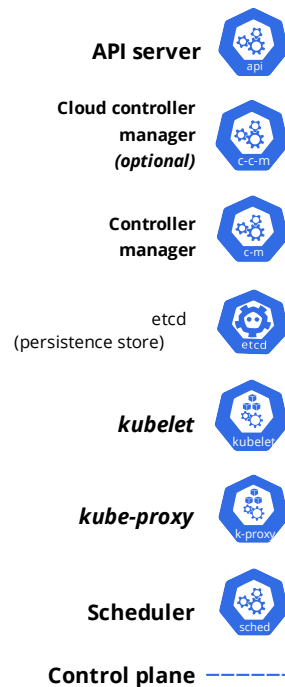 API server
api
Cloud controller
manager
(optional)
c-c-m
Controller
manager
c-m
etcd
(persistence store)
etcd
kubelet
kubelet
kube-proxy
k-proxy
Scheduler
sched
Control plane